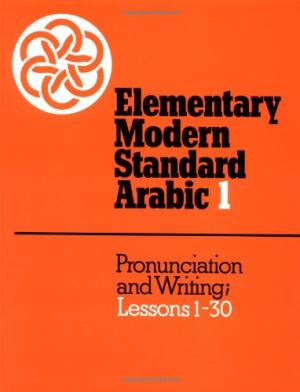 Elementary
Modern
Standard
Arabic 1
Pronunciation
and Writing;
Lessons 1-30